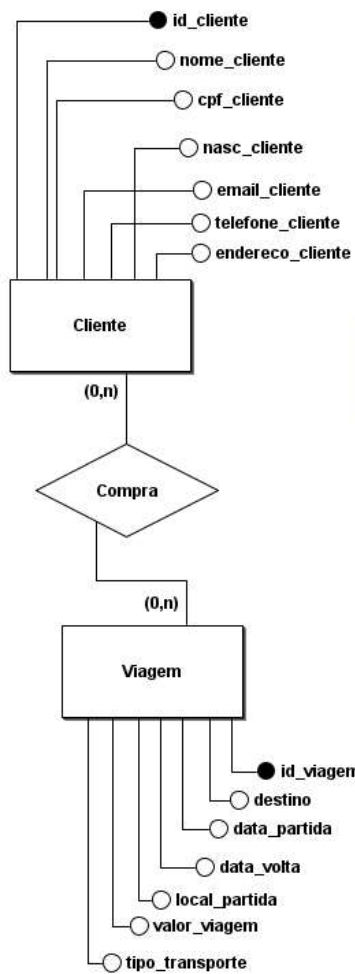 id_cliente
nome_cliente
cpf_cliente
nasc_cliente
email_cliente
telefone_cliente
endereco_cliente
Cliente
(0,n)
Compra
(0,n)
Viagem
id_viagem
destino
data_partida
data_volta
local_partida
valor_viagem
tipo_transporte